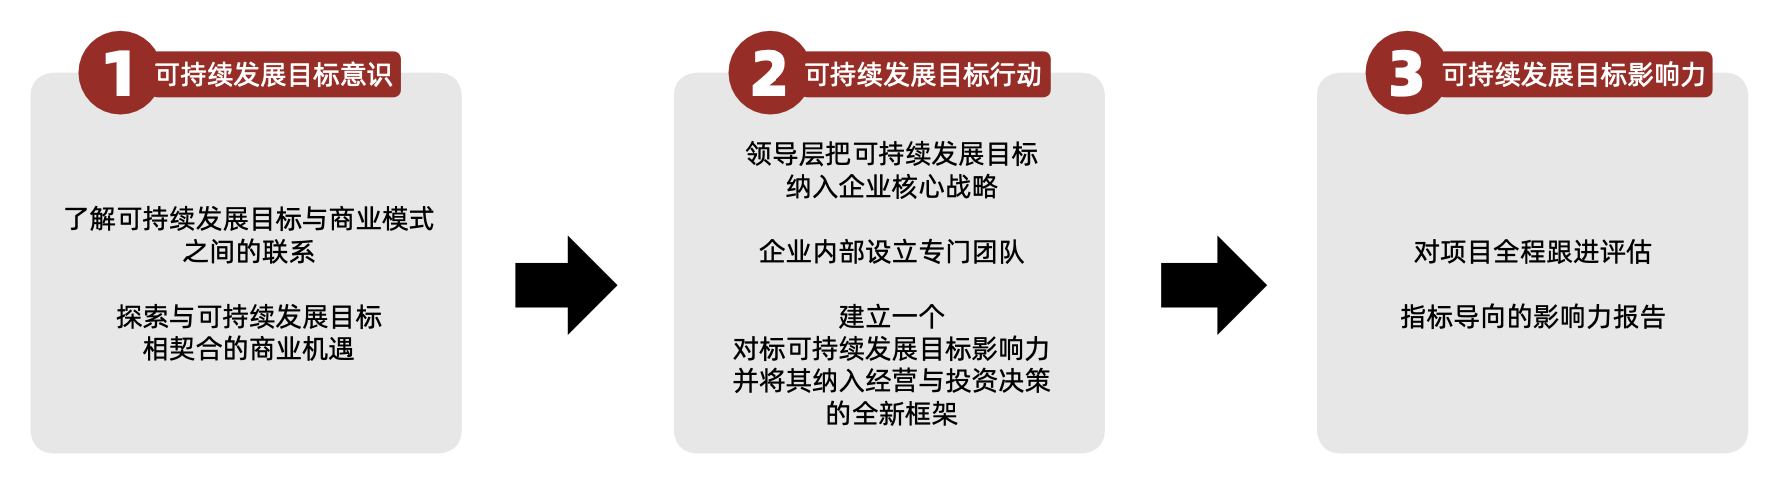 1 可持续发展目标意识
了解可持续发展目标与商业模式
之间的联系
探索与可持续发展目标
相契合的商业机遇
2 可持续发展目标行动
领导层把可持续发展目标
纳入企业核心战略
企业内部设立专门团队
建立一个
对标可持续发展目标影响力
并将其纳入经营与投资决策
的全新框架
3 可持续发展目标影响力
对项目全程跟进评估
指标导向的影响力报告